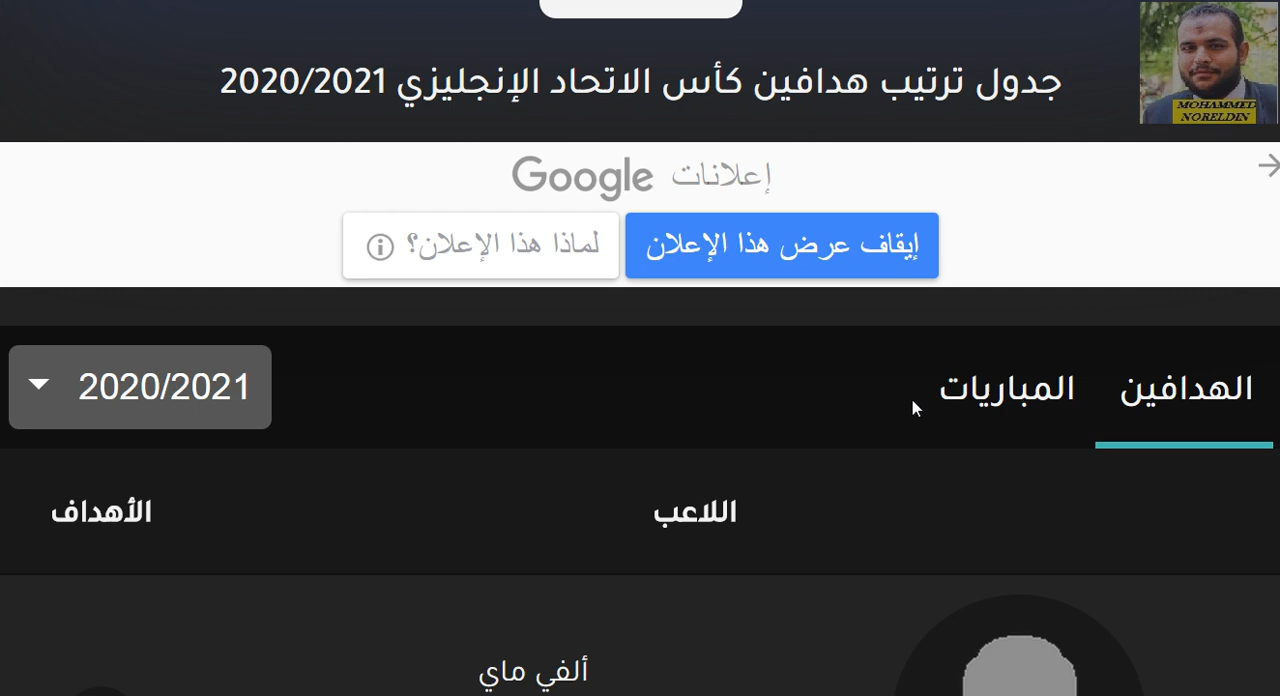 جدول ترتيب هدافين كأس الاتحاد الإنجليزي 2020/2021
MOHAMMED
NORELDIN
إعلانات Google
إيقاف عرض هذا الإعلان
لماذا هذا الإعلان؟
الهدافين
المباريات
2020/2021
اللاعب
الأهداف
ألفي ماي